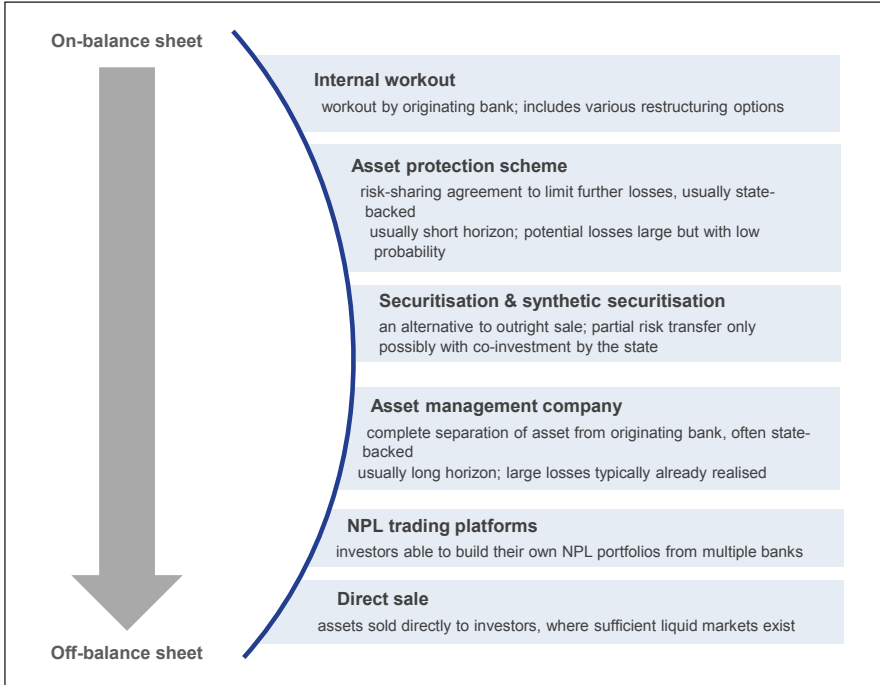 On-balance sheet
Internal workout
workout by originating bank; includes various restructuring options
Asset protection scheme
risk-sharing agreement to limit further losses, usually state-
backed
usually short horizon; potential losses large but with low
probability
Securitisation & synthetic securitisation
an alternative to outright sale; partial risk transfer only
possibly with co-investment by the state
Asset management company
complete separation of asset from originating bank, often state-
backed
usually long horizon; large losses typically already realised
NPL trading platforms
investors able to build their own NPL portfolios from multiple banks
Direct sale
assets sold directly to investors, where sufficient liquid markets exist
Off-balance sheet